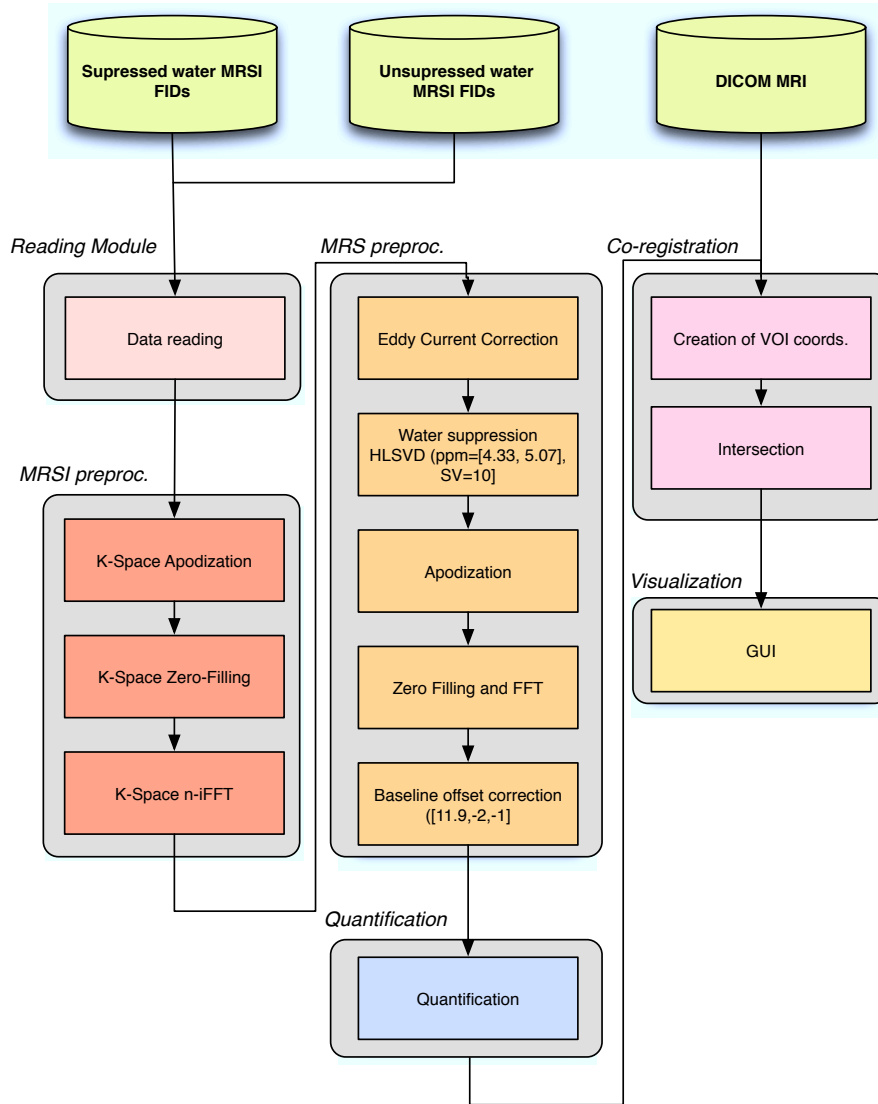 Supressed water MRSI
FIDs
Unsupressed water
MRSI FIDs
DICOM MRI
Reading Module
Data reading
MRSI preproc.
K-Space Apodization
K-Space Zero-Filling
K-Space n-iFFT
MRS preproc.
Eddy Current Correction
Water suppression
HLSVD (ppm=[4.33, 5.07],
SV=10]
Apodization
Zero Filling and FFT
Baseline offset correction
([11.9,-2,-1]
Quantification
Quantification
Co-registration
Creation of VOI coords.
Intersection
Visualization
GUI